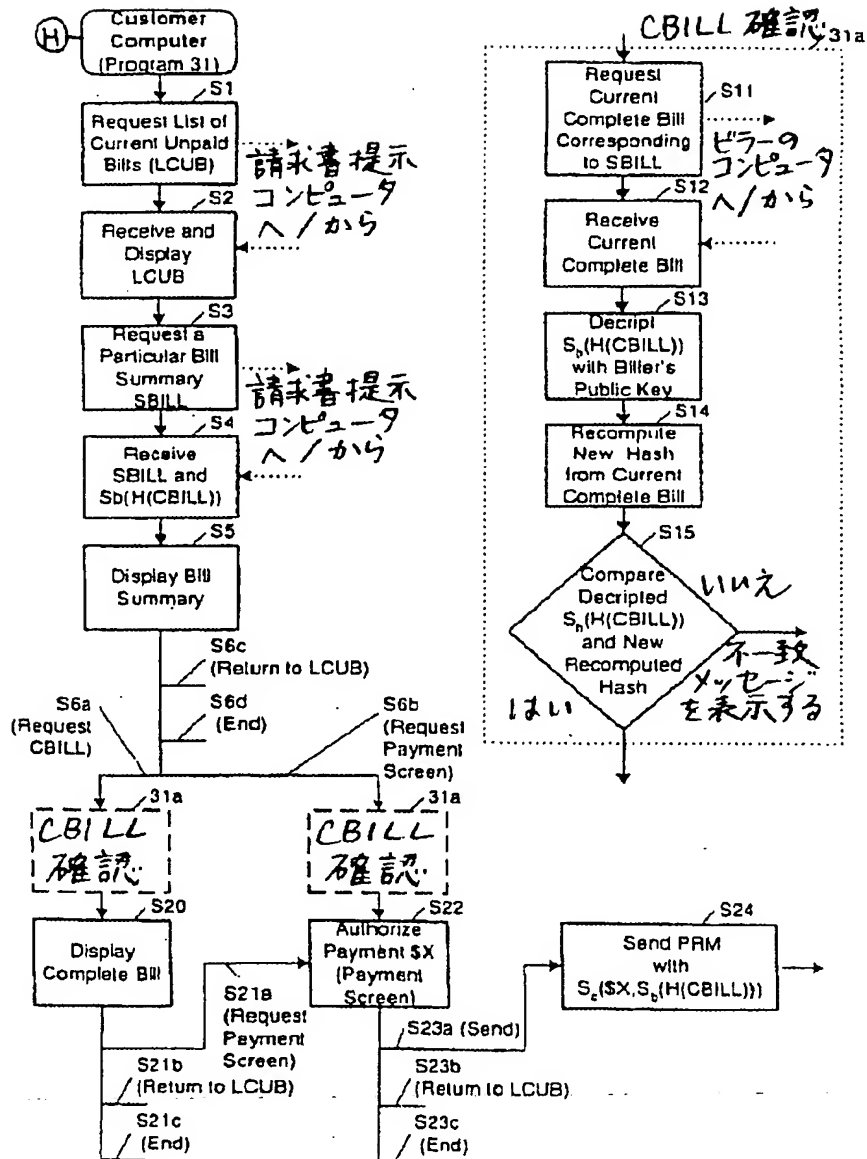 H
Customer
Computer
(Program 31)
S1
Request List of
Current Unpaid
Bills (LCUB)
請求書提示
コンピュータ
へ/から
S2
Receive and
Display
LCUB
S3
Request a
Particular Bill
Summary
SBILL
請求書提示
コンピュータ
へ/から
S4
Receive
SBILL and
Sb(H(CBILL))
S5
Display Bill
Summary
S6c
(Return to LCUB)
S6d
(End)
S6a
(Request
CBILL)
S6b
(Request
Payment
Screen)
31a
CBILL
確認
31a
CBILL
確認
S20
Display
Complete Bill
S21a
(Request
Payment
Screen)
S21b
(Return to LCUB)
S21c
(End)
S22
Authorize
Payment $X
(Payment
Screen)
S23a (Send)
S23b
(Return to LCUB)
S23c
(End)
S24
Send PRM
with
Sc($X,Sb(H(CBILL)))
CBILL 確認 31a
S11
Request
Current
Complete Bill
Corresponding
to SBILL
ビラーの
コンピュータ
へ/から
S12
Receive
Current
Complete Bill
S13
Decript
Sb(H(CBILL))
with Biller's
Public Key
S14
Recompute
New Hash
from Current
Complete Bill
S15
Compare
Decripted
Sb(H(CBILL))
and New
Recomputed
Hash
いいえ
不一致
メッセージ
を表示する
はい